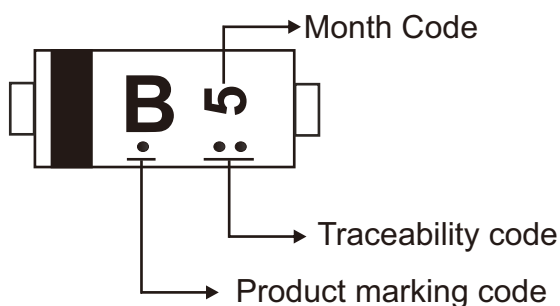 Month Code
B 5
Traceability code
Product marking code